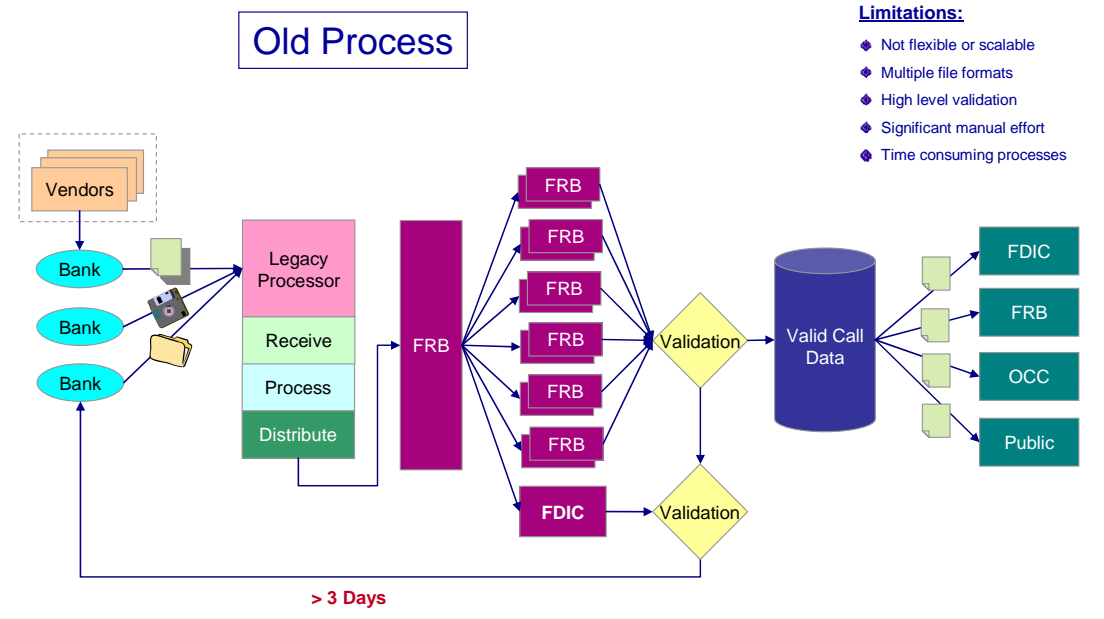 Old Process
Limitations:
Not flexible or scalable
Multiple file formats
High level validation
Significant manual effort
Time consuming processes
Vendors
Bank
Bank
Bank
Legacy
Processor
Receive
Process
Distribute
FRB
FRB
FRB
FRB
FRB
FRB
FRB
FDIC
Validation
Validation
Valid Call
Data
FDIC
FRB
OCC
Public
> 3 Days